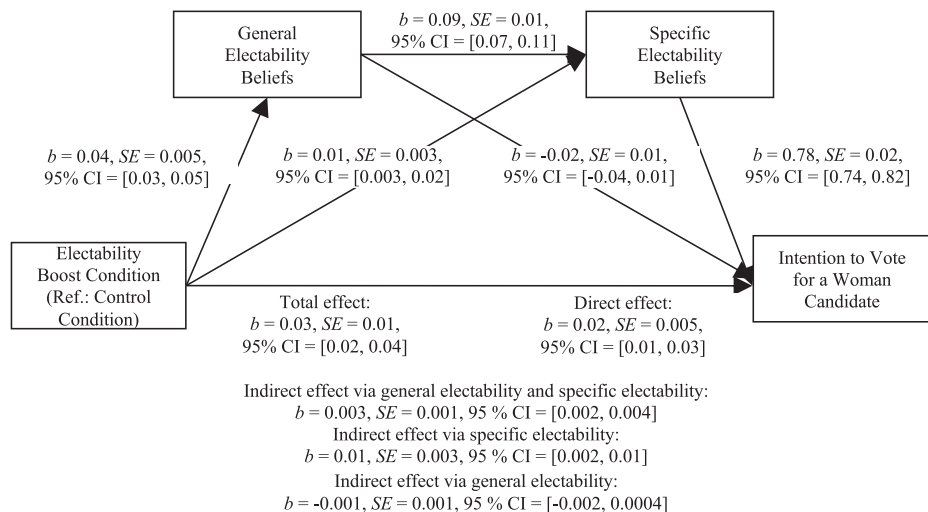 General
Electability
Beliefs
b = 0.09, SE = 0.01,
95% CI = [0.07, 0.11]
Specific
Electability
Beliefs
b = 0.04, SE = 0.005,
95% CI = [0.03, 0.05]
b = 0.01, SE = 0.003,
95% CI = [0.003, 0.02]
b = -0.02, SE = 0.01,
95% CI = [-0.04, 0.01]
b = 0.78, SE = 0.02,
95% CI = [0.74, 0.82]
Electability
Boost Condition
(Ref.: Control
Condition)
Intention to Vote
for a Woman
Candidate
Total effect:
b = 0.03, SE = 0.01,
95% CI = [0.02, 0.04]
Direct effect:
b = 0.02, SE = 0.005,
95% CI = [0.01, 0.03]
Indirect effect via general electability and specific electability:
b = 0.003, SE = 0.001, 95 % CI = [0.002, 0.004]
Indirect effect via specific electability:
b = 0.01, SE = 0.003, 95 % CI = [0.002, 0.01]
Indirect effect via general electability:
b = -0.001, SE = 0.001, 95 % CI = [-0.002, 0.0004]